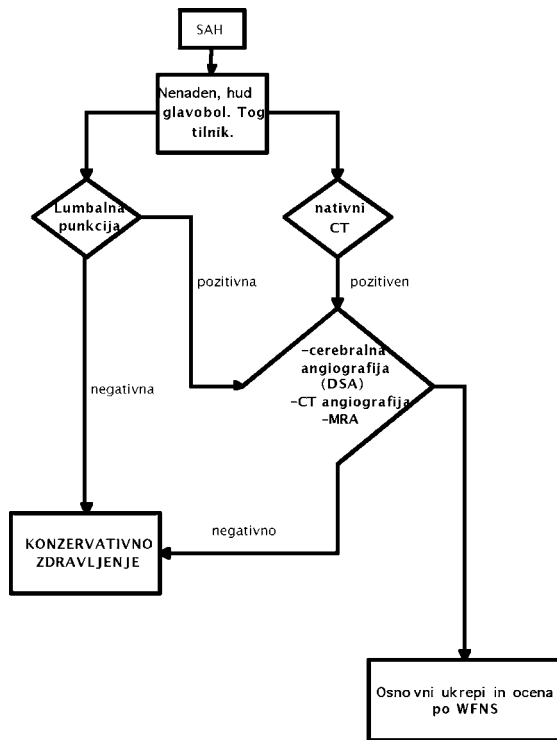 SAH
Nenaden, hud
glavobol. Tog
tilnik.
Lumbalna
punkcija
nativni
CT
pozitivna
pozitiven
-cerebralna
angiografija
(DSA)
-CT angiografija
-MRA
negativna
negativno
KONZERVATIVNO
ZDRAVLJENJE
Osnovni ukrepi in ocena
po WFNS